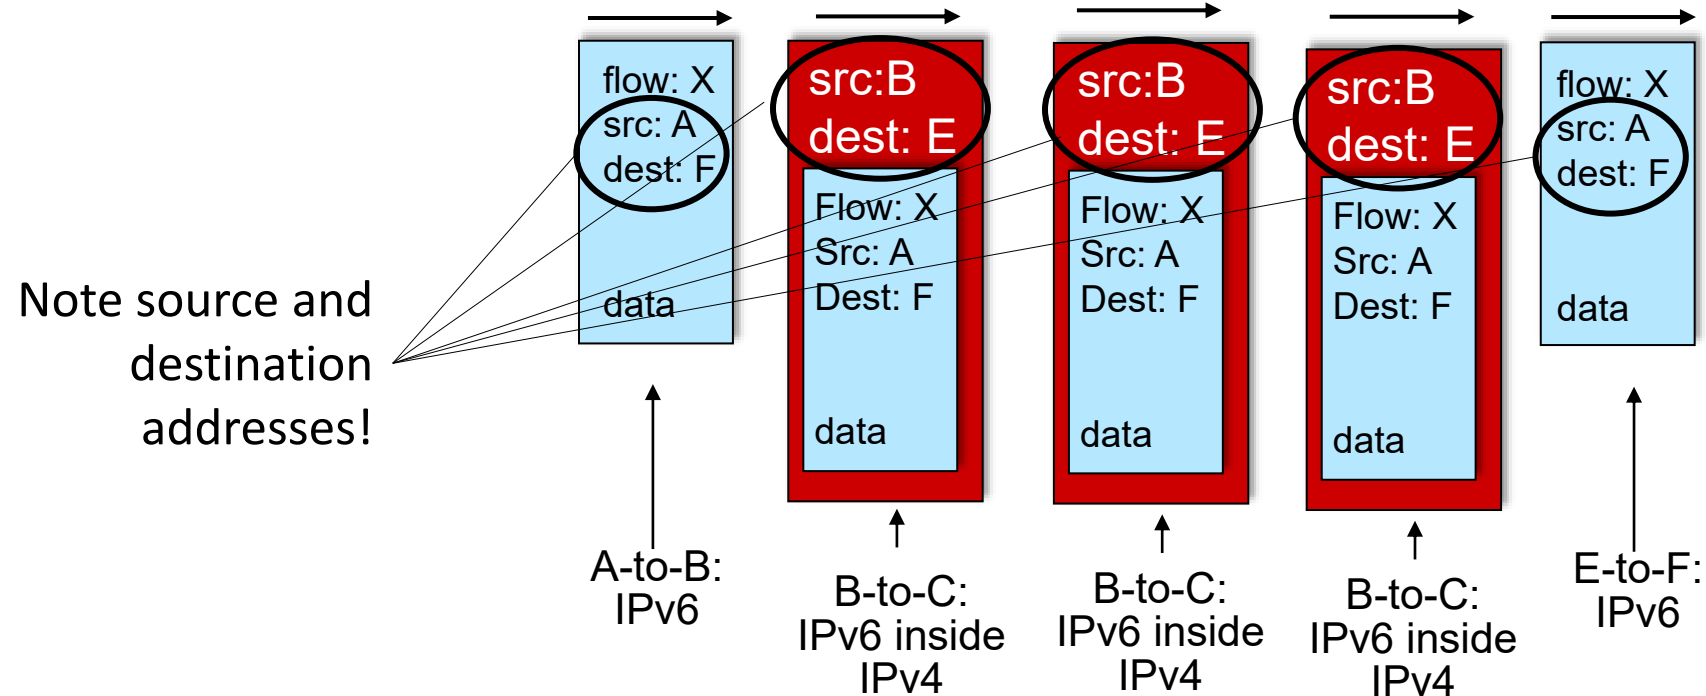 Note source and
destination
addresses!
flow: X
src: A
dest: F
data
A-to-B:
IPv6
src:B
dest: E
Flow: X
Src: A
Dest: F
data
B-to-C:
IPv6 inside
IPv4
src:B
dest: E
Flow: X
Src: A
Dest: F
data
B-to-C:
IPv6 inside
IPv4
src:B
dest: E
Flow: X
Src: A
Dest: F
data
B-to-C:
IPv6 inside
IPv4
flow: X
src: A
dest: F
data
E-to-F:
IPv6